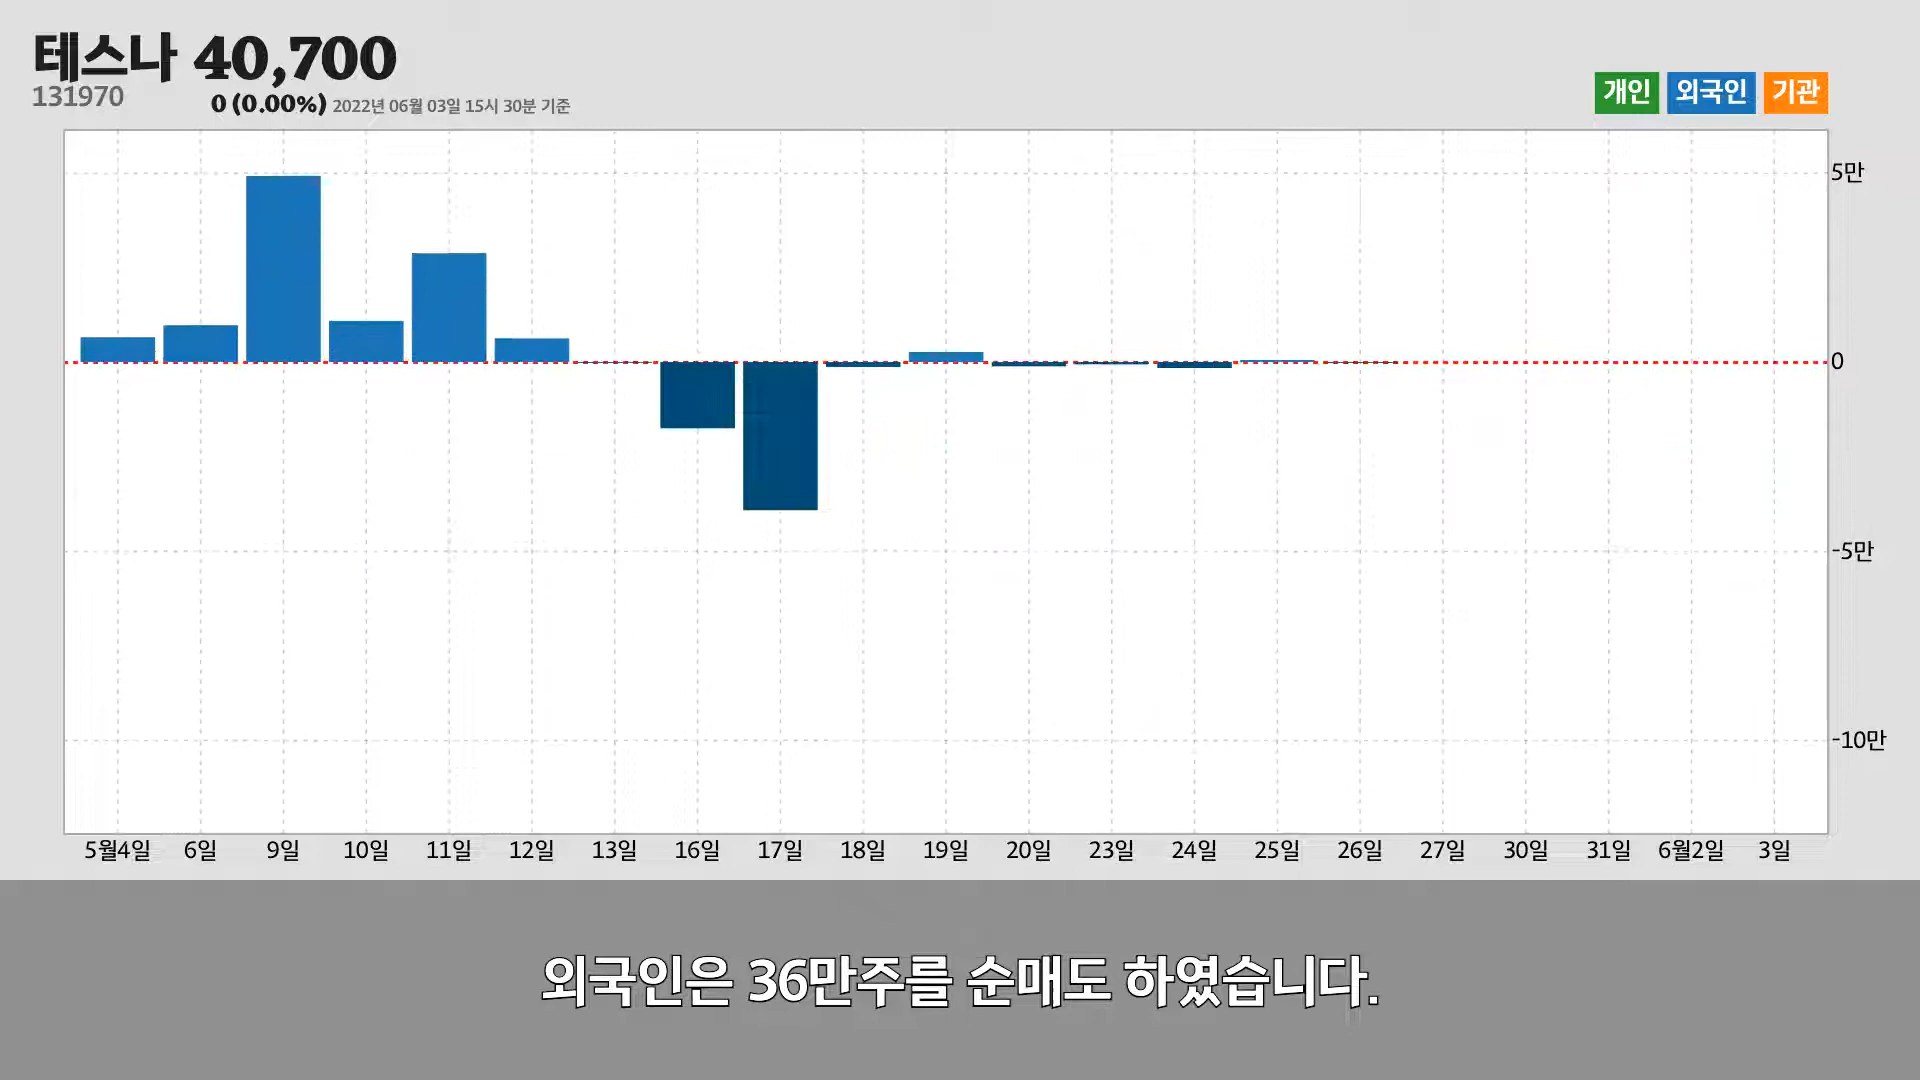 테스나 40,700
131970
0 (0.00%) 2022년 06월 03일 15시 30분 기준
개인 외국인 기관
5만
0
-5만
-10만
5월4일 6일 9일 10일 11일 12일 13일 16일 17일 18일 19일 20일 23일 24일 25일 26일 27일 30일 31일 6월2일 3일
외국인은 36만주를 순매도 하였습니다.